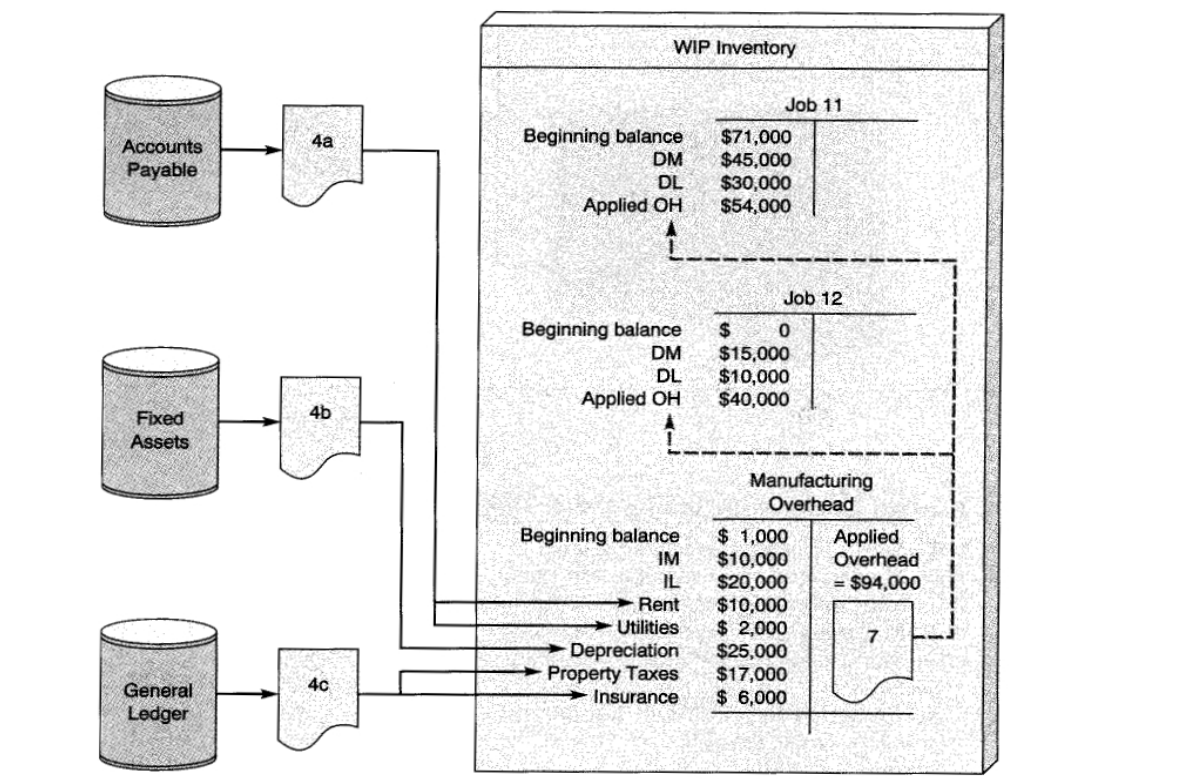 WIP Inventory
Job 11
Beginning balance $71,000
DM $45,000
DL $30,000
Applied OH $54,000
Accounts
Payable
4a
Job 12
Beginning balance $ 0
DM $15,000
DL $10,000
Applied OH $40,000
Fixed
Assets
4b
Manufacturing
Overhead
Beginning balance $ 1,000 Applied
IM $10,000 Overhead
IL $20,000 = $94,000
Rent $10,000
Utilities $ 2,000
7
Depreciation $25,000
Property Taxes $17,000
Insurance $ 6,000
General
Ledger
4c